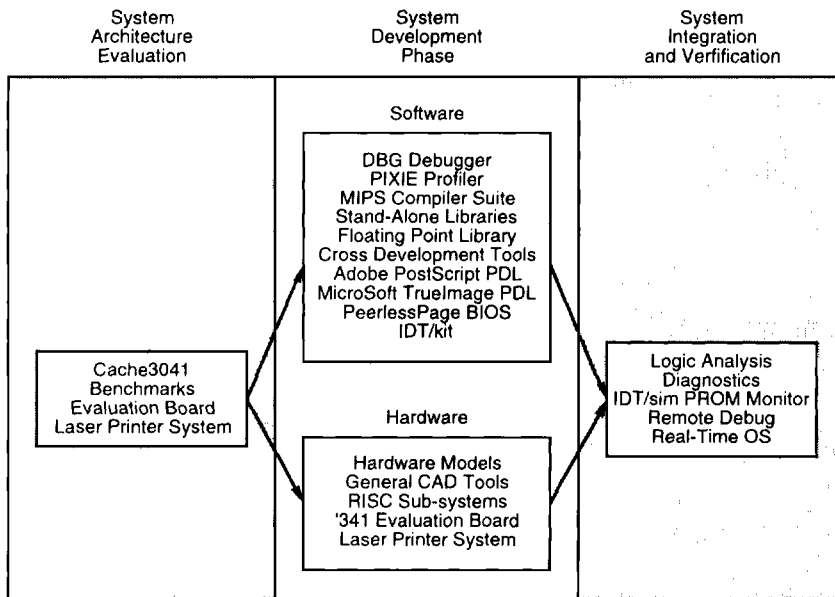 System
Architecture
Evaluation
System
Development
Phase
System
Integration
and Verfification
Software
DBG Debugger
PIXIE Profiler
MIPS Compiler Suite
Stand-Alone Libraries
Floating Point Library
Cross Development Tools
Adobe PostScript PDL
MicroSoft TrueImage PDL
PeerlessPage BIOS
IDT/kit
Cache3041
Benchmarks
Evaluation Board
Laser Printer System
Hardware
Hardware Models
General CAD Tools
RISC Sub-systems
'341 Evaluation Board
Laser Printer System
Logic Analysis
Diagnostics
IDT/sim PROM Monitor
Remote Debug
Real-Time OS